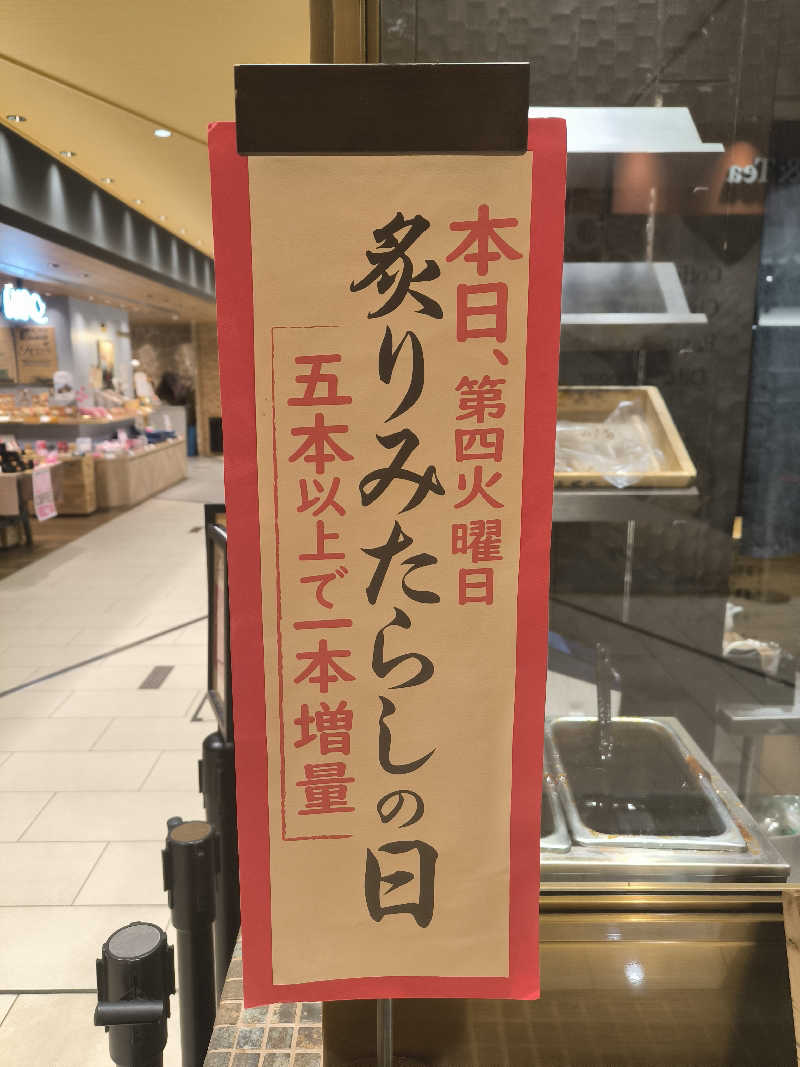 本日、第四火曜日
炙りみたらしの日
五本以上で一本増量
& Tea